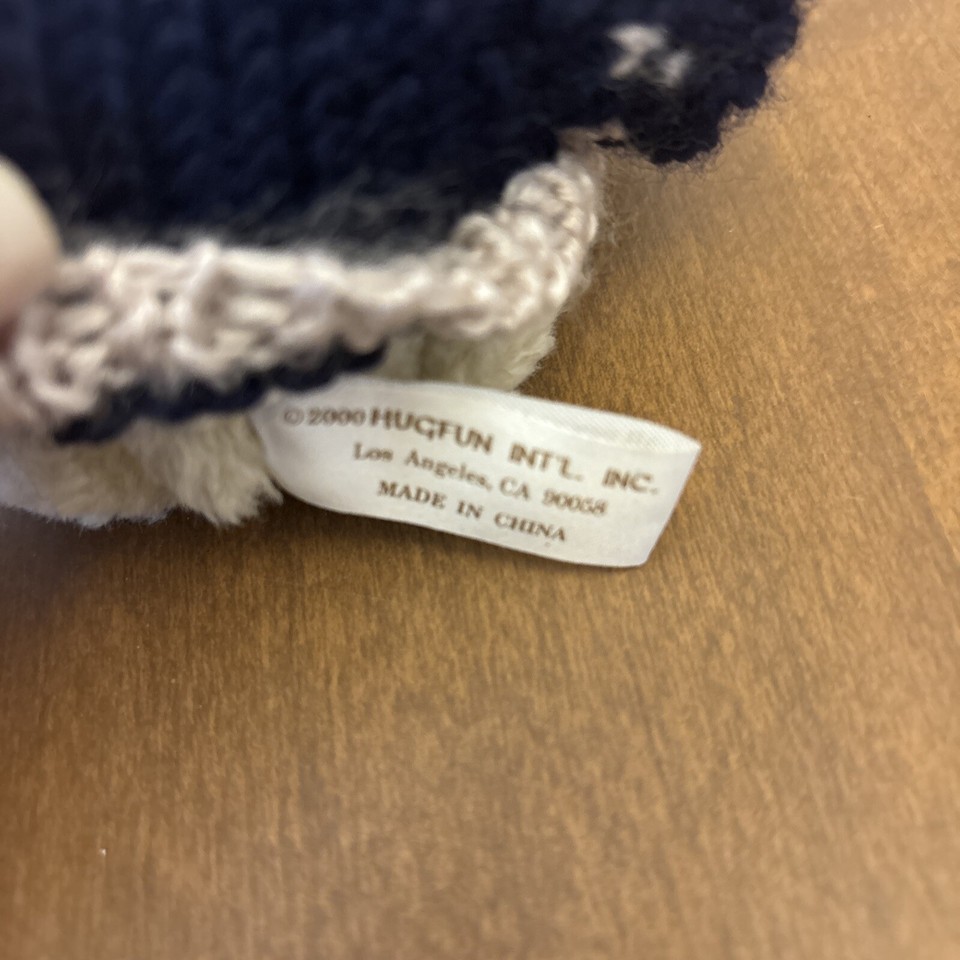 ©2000 HUGFUN INT'L. INC.
Los Angeles, CA 90058
MADE IN CHINA